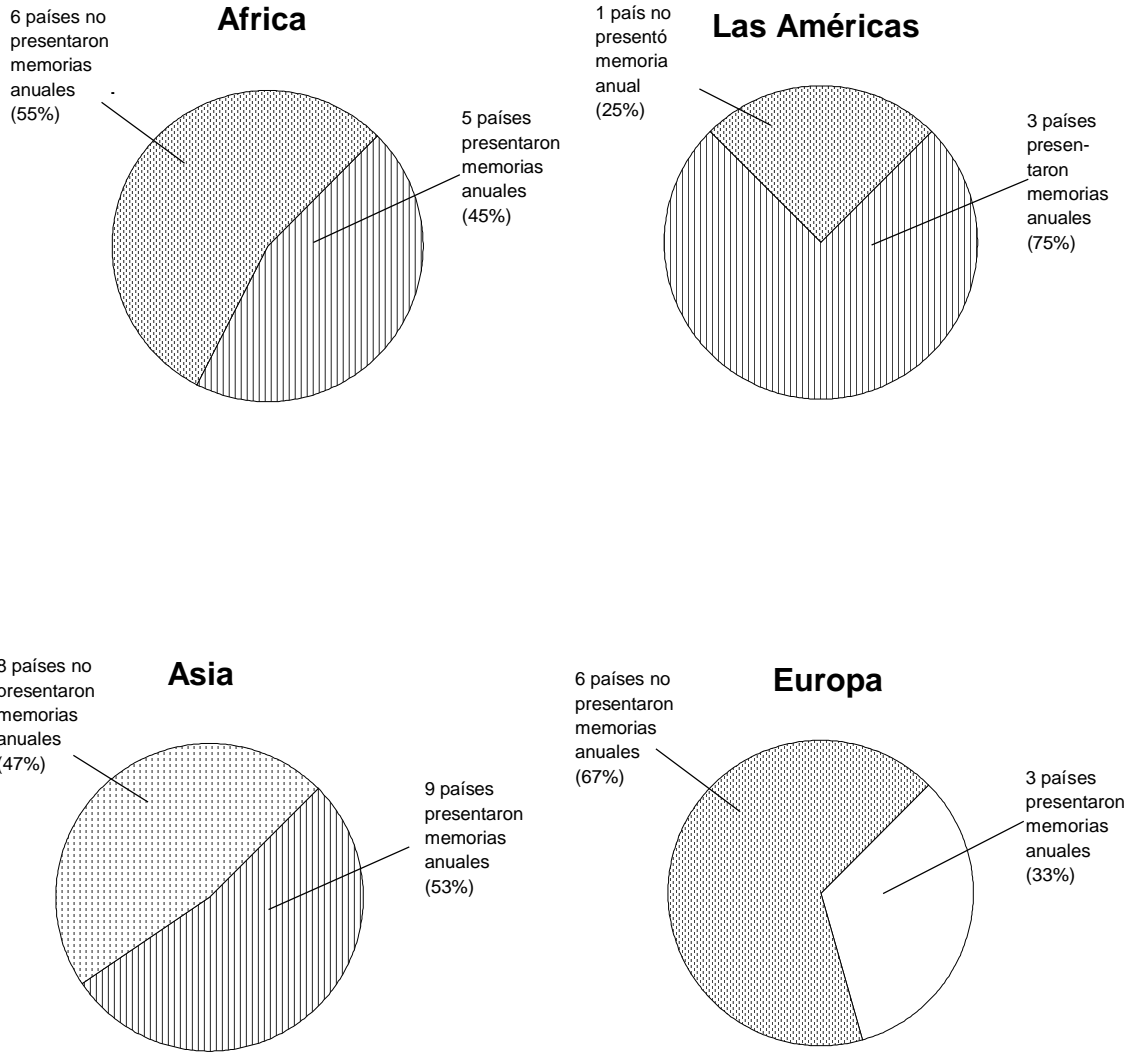 Africa
6 países no
presentaron
memorias
anuales
(55%)
5 países
presentaron
memorias
anuales
(45%)
Las Américas
1 país no
presentó
memoria
anual
(25%)
3 países
presen-
taron
memorias
anuales
(75%)
Asia
8 países no
presentaron
memorias
anuales
(47%)
9 países
presentaron
memorias
anuales
(53%)
Europa
6 países no
presentaron
memorias
anuales
(67%)
3 países
presentaron
memorias
anuales
(33%)